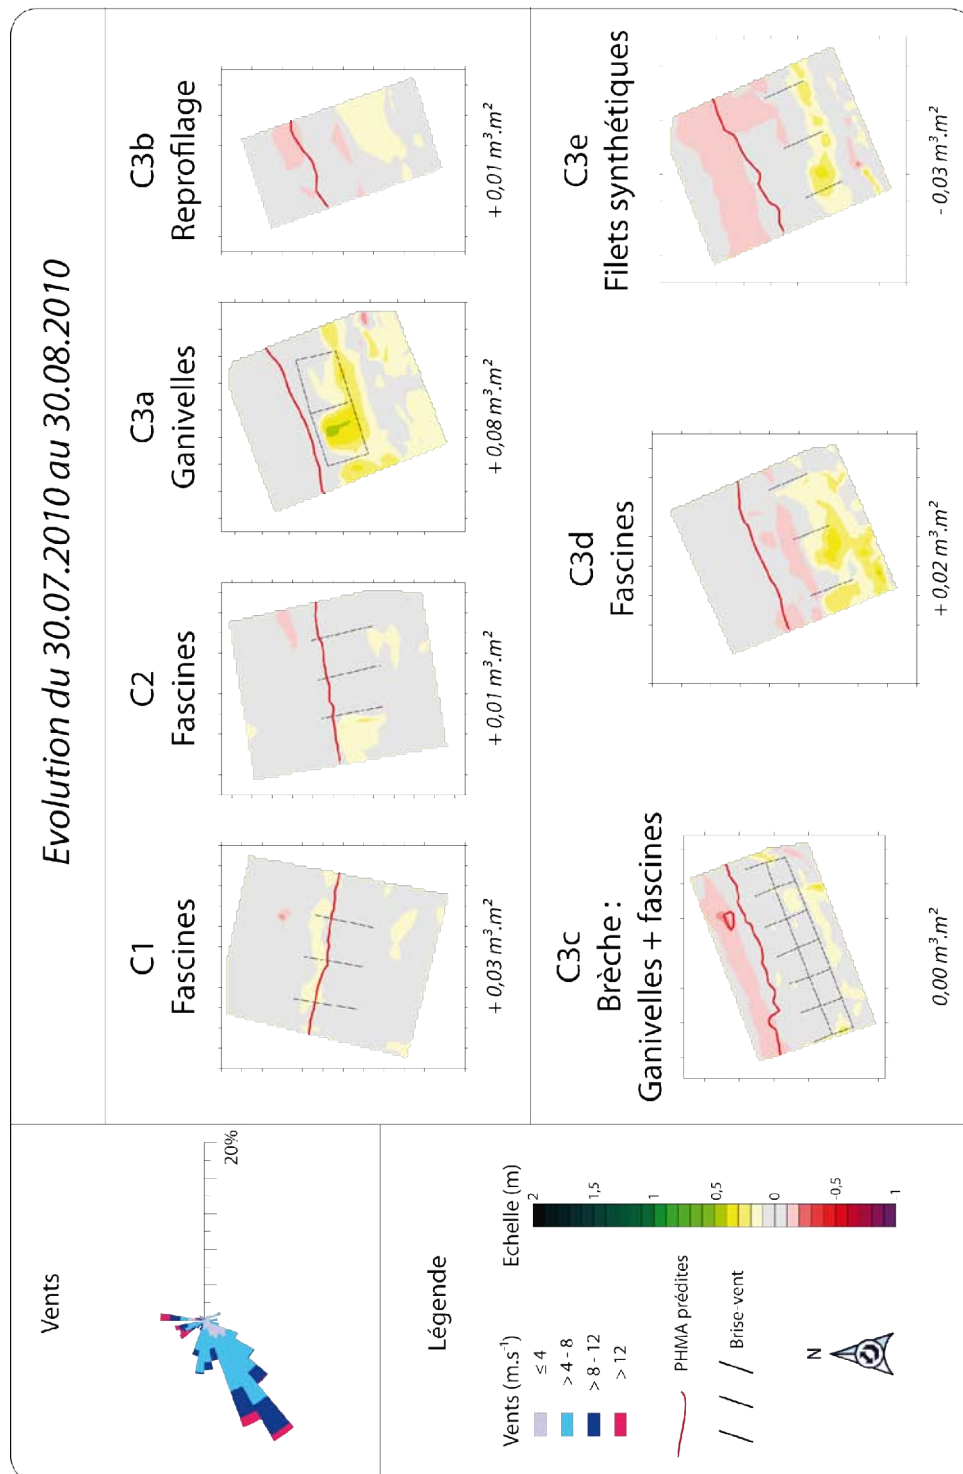 Evolution du 30.07.2010 au 30.08.2010
Vents
20%
Légende
Vents (m.s⁻¹)
≤ 4
> 4 - 8
> 8 - 12
> 12
PHMA prédites
Brise-vent
N
Echelle (m)
2
1,5
1
0,5
0
-0,5
1
C1
Fascines
+ 0,03 m³.m²
C2
Fascines
+ 0,01 m³.m²
C3a
Ganivelles
+ 0,08 m³.m²
C3b
Reprofilage
+ 0,01 m³.m²
C3c
Brèche :
Ganivelles + fascines
0,00 m³.m²
C3d
Fascines
+ 0,02 m³.m²
C3e
Filets synthétiques
- 0,03 m³.m²